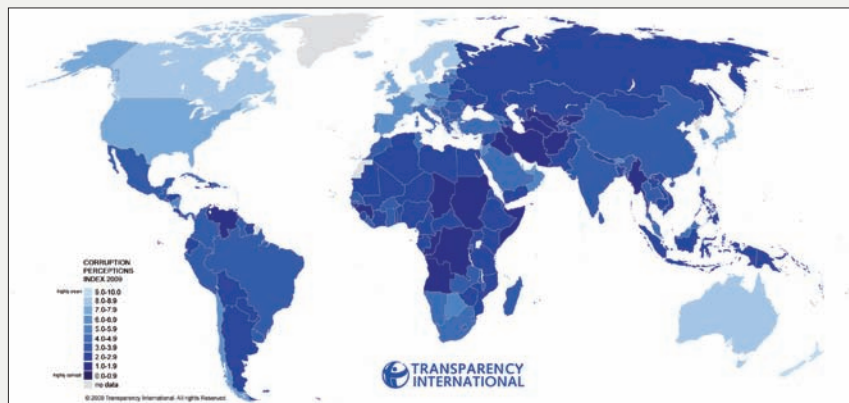 CORRUPTION
PERCEPTIONS
INDEX 2009
highly clean
9.0-10.0
8.0-8.9
7.0-7.9
6.0-6.9
5.0-5.9
4.0-4.9
3.0-3.9
2.0-2.9
1.0-1.9
highly corrupt
0.0-0.9
no data
© 2009 Transparency International. All rights Reserved.
TRANSPARENCY
INTERNATIONAL